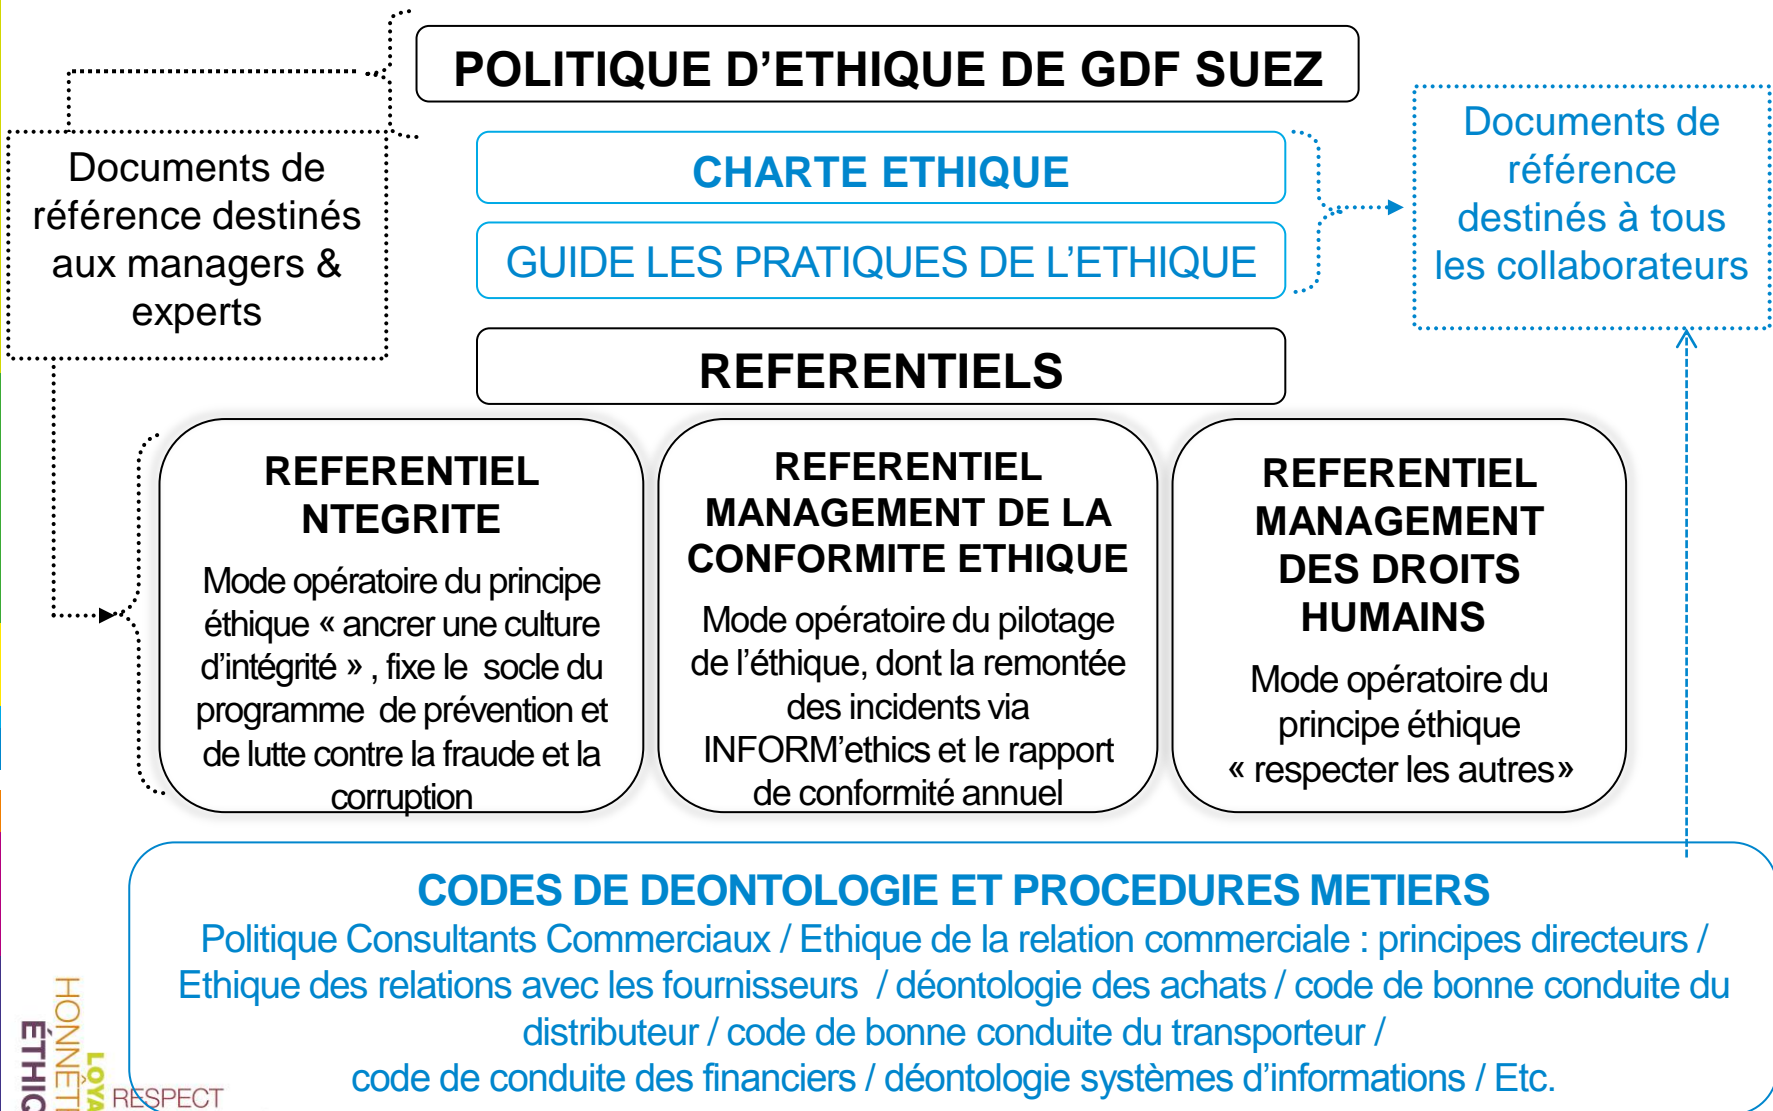 POLITIQUE D’ETHIQUE DE GDF SUEZ
Documents de
référence destinés
aux managers &
experts
CHARTE ETHIQUE
GUIDE LES PRATIQUES DE L’ETHIQUE
Documents de
référence
destinés à tous
les collaborateurs
REFERENTIELS
REFERENTIEL
NTEGRITE
Mode opératoire du principe
éthique « ancrer une culture
d’intégrité » , fixe le socle du
programme de prévention et
de lutte contre la fraude et la
corruption
REFERENTIEL
MANAGEMENT DE LA
CONFORMITE ETHIQUE
Mode opératoire du pilotage
de l’éthique, dont la remontée
des incidents via
INFORM’ethics et le rapport
de conformité annuel
REFERENTIEL
MANAGEMENT
DES DROITS
HUMAINS
Mode opératoire du
principe éthique
« respecter les autres»
CODES DE DEONTOLOGIE ET PROCEDURES METIERS
Politique Consultants Commerciaux / Ethique de la relation commerciale : principes directeurs /
Ethique des relations avec les fournisseurs / déontologie des achats / code de bonne conduite du
distributeur / code de bonne conduite du transporteur /
code de conduite des financiers / déontologie systèmes d’informations / Etc.
RESPECT